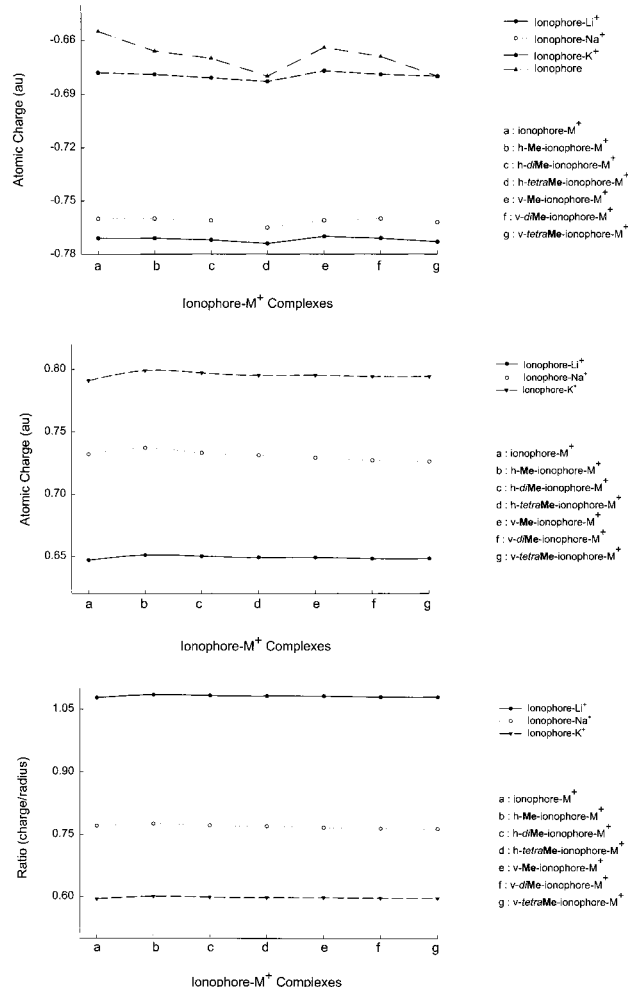 Atomic Charge (au)
-0.66
-0.69
-0.72
-0.75
-0.78
a b c d e f g
Ionophore-M+ Complexes
Ionophore-Li+
Ionophore-Na+
Ionophore-K+
Ionophore
a : ionophore-M+
b : h-Me-ionophore-M+
c : h-diMe-ionophore-M+
d : h-tetraMe-ionophore-M+
e : v-Me-ionophore-M+
f : v-diMe-ionophore-M+
g : v-tetraMe-ionophore-M+
Atomic Charge (au)
0.80
0.75
0.70
0.65
a b c d e f g
Ionophore-M+ Complexes
Ionophore-Li+
Ionophore-Na+
Ionophore-K+
a : ionophore-M+
b : h-Me-ionophore-M+
c : h-diMe-ionophore-M+
d : h-tetraMe-ionophore-M+
e : v-Me-ionophore-M+
f : v-diMe-ionophore-M+
g : v-tetraMe-ionophore-M+
Ratio (charge/radius)
1.05
0.90
0.75
0.60
a b c d e f g
Ionophore-M+ Complexes
Ionophore-Li+
Ionophore-Na+
Ionophore-K+
a : ionophore-M+
b : h-Me-ionophore-M+
c : h-diMe-ionophore-M+
d : h-tetraMe-ionophore-M+
e : v-Me-ionophore-M+
f : v-diMe-ionophore-M+
g : v-tetraMe-ionophore-M+